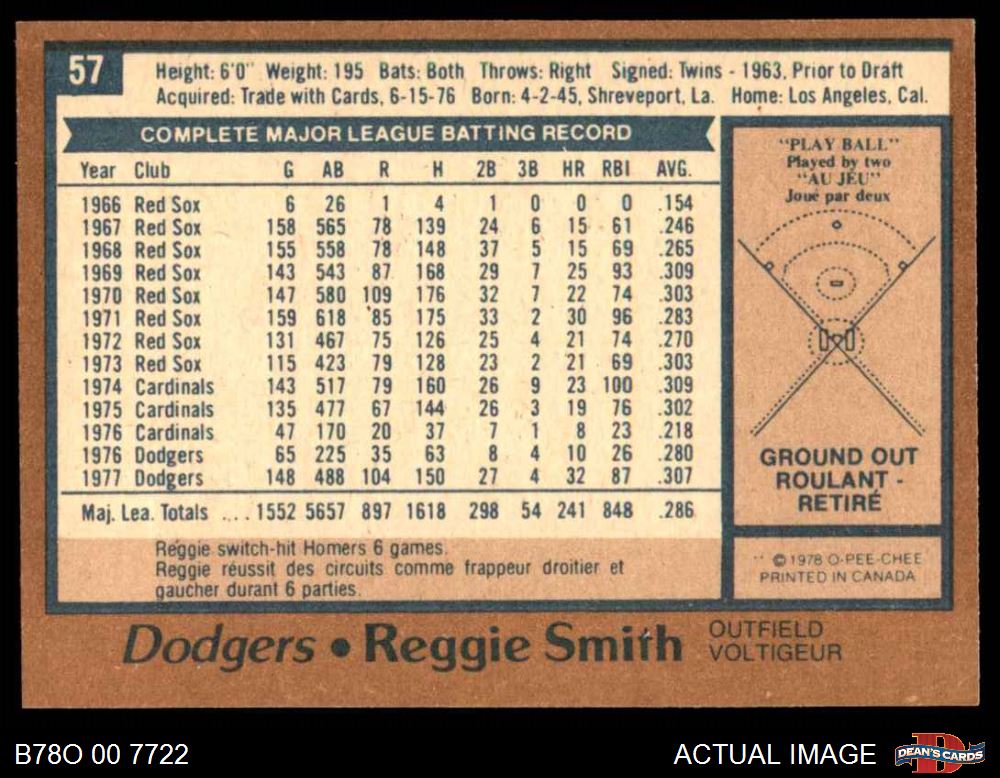 57
Height: 6'0" Weight: 195 Bats: Both Throws: Right Signed: Twins - 1963, Prior to Draft
Acquired: Trade with Cards, 6-15-76 Born: 4-2-45, Shreveport, La. Home: Los Angeles, Cal.
COMPLETE MAJOR LEAGUE BATTING RECORD
Year Club G AB R H 2B 3B HR RBI AVG.
1966 Red Sox 6 26 1 4 1 0 0 0 .154
1967 Red Sox 158 565 78 139 24 6 15 61 .246
1968 Red Sox 155 558 78 148 37 5 15 69 .265
1969 Red Sox 143 543 87 168 29 7 25 93 .309
1970 Red Sox 147 580 109 176 32 7 22 74 .303
1971 Red Sox 159 618 85 175 33 2 30 96 .283
1972 Red Sox 131 467 75 126 25 4 21 74 .270
1973 Red Sox 115 423 79 128 23 2 21 69 .303
1974 Cardinals 143 517 79 160 26 9 23 100 .309
1975 Cardinals 135 477 67 144 26 3 19 76 .302
1976 Cardinals 47 170 20 37 7 1 8 23 .218
1976 Dodgers 65 225 35 63 8 4 10 26 .280
1977 Dodgers 148 488 104 150 27 4 32 87 .307
Maj. Lea. Totals ... 1552 5657 897 1618 298 54 241 848 .286
Reggie switch-hit Homers 6 games.
Reggie réussit des circuits comme frappeur droitier et
gaucher durant 6 parties.
"PLAY BALL"
Played by two
"AU JEU"
Joué par deux
GROUND OUT
ROULANT -
RETIRÉ
** © 1978 O-PEE-CHEE
PRINTED IN CANADA
Dodgers • Reggie Smith
OUTFIELD
VOLTIGEUR
B78O 00 7722
ACTUAL IMAGE
DEAN'S CARDS